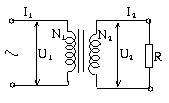 I₁ I₂
N₁ N₂
U₁ U₂ R